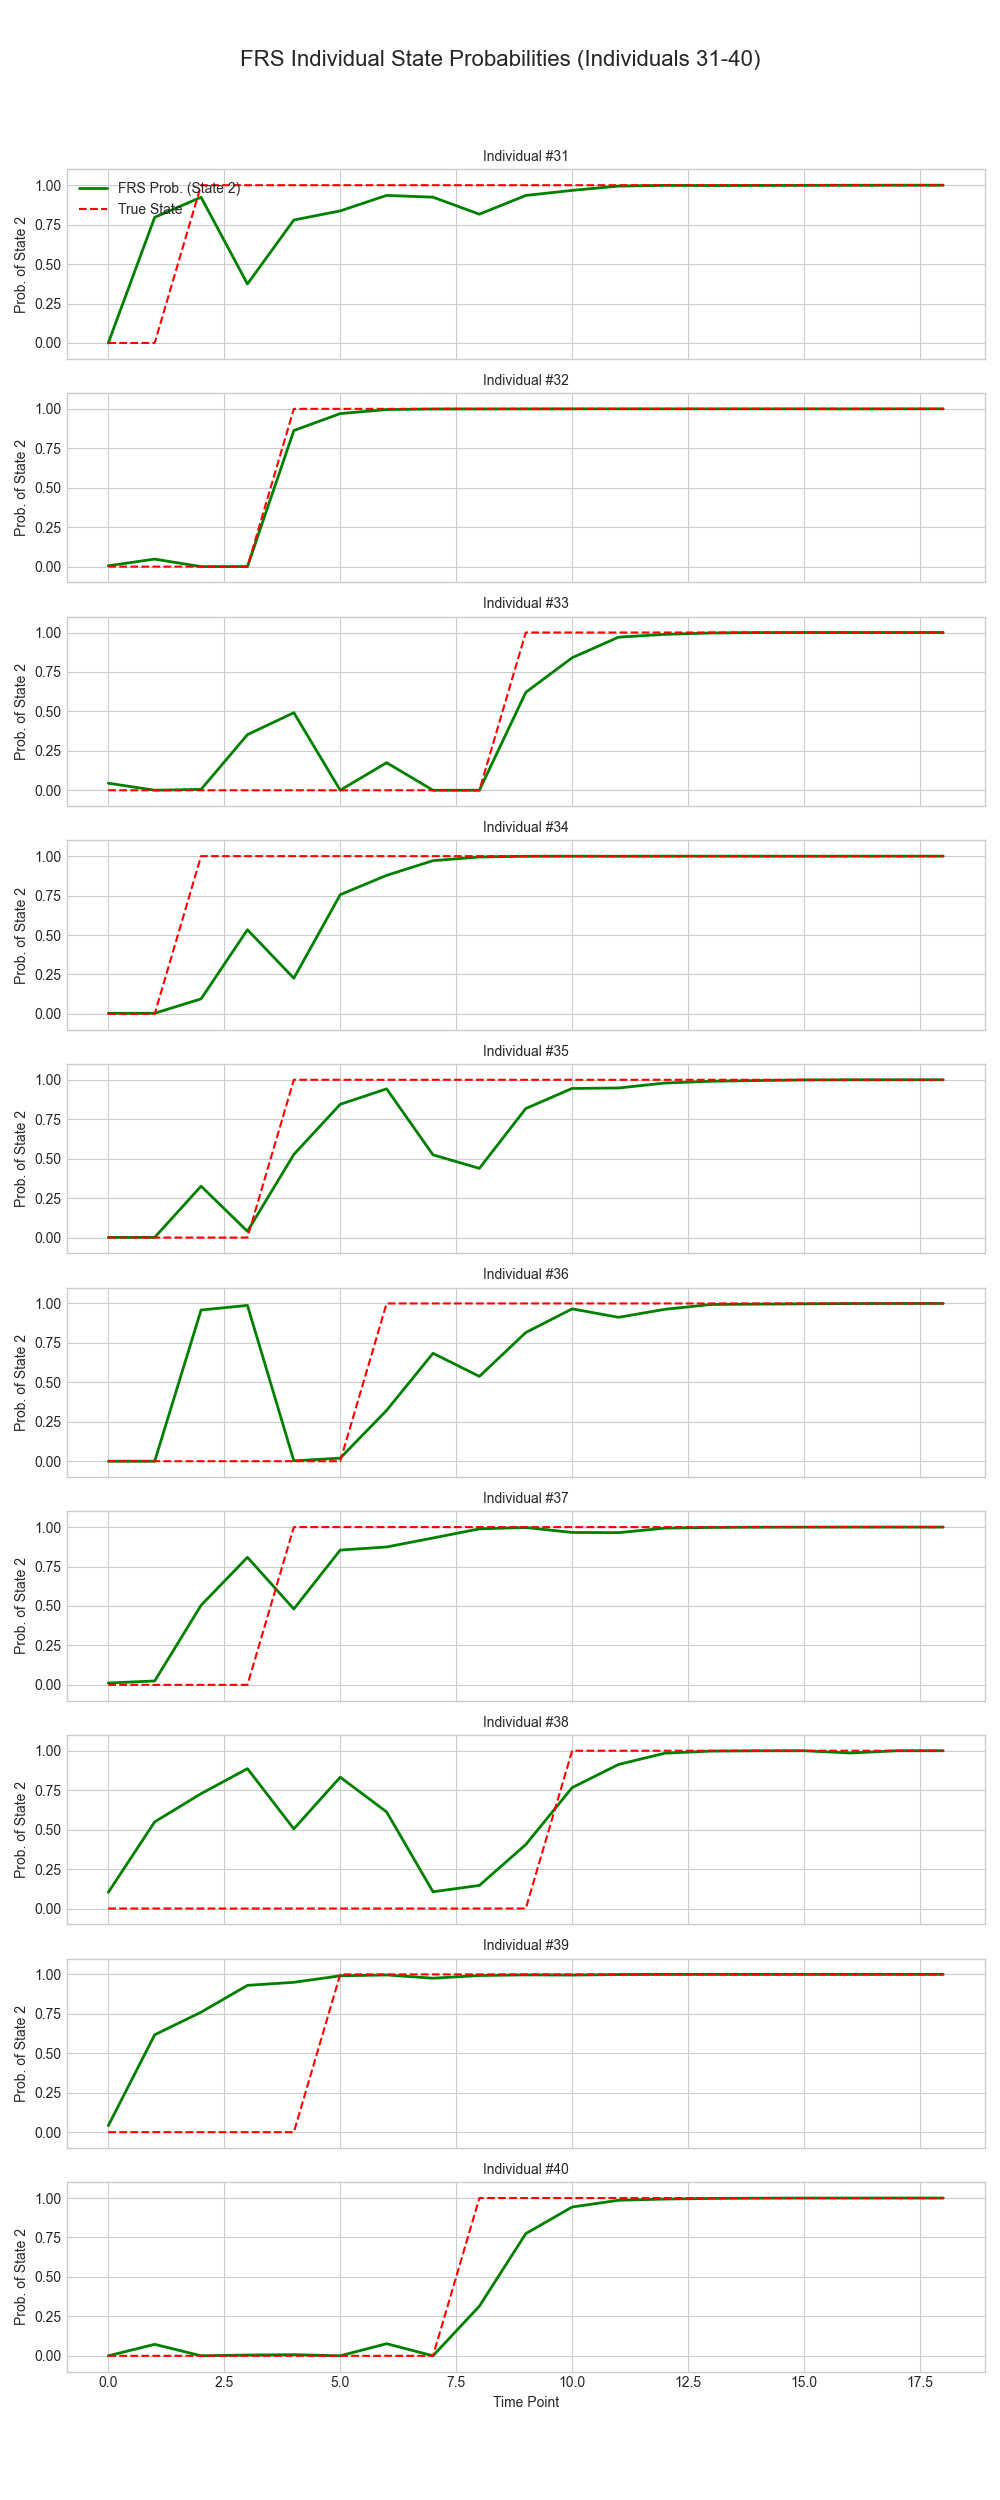 FRS Individual State Probabilities (Individuals 31-40)
Individual #31
FRS Prob. (State 2)
True State
Prob. of State 2
1.00
0.75
0.50
0.25
0.00
Individual #32
Prob. of State 2
1.00
0.75
0.50
0.25
0.00
Individual #33
Prob. of State 2
1.00
0.75
0.50
0.25
0.00
Individual #34
Prob. of State 2
1.00
0.75
0.50
0.25
0.00
Individual #35
Prob. of State 2
1.00
0.75
0.50
0.25
0.00
Individual #36
Prob. of State 2
1.00
0.75
0.50
0.25
0.00
Individual #37
Prob. of State 2
1.00
0.75
0.50
0.25
0.00
Individual #38
Prob. of State 2
1.00
0.75
0.50
0.25
0.00
Individual #39
Prob. of State 2
1.00
0.75
0.50
0.25
0.00
Individual #40
Prob. of State 2
1.00
0.75
0.50
0.25
0.00
0.0 2.5 5.0 7.5 10.0 12.5 15.0 17.5
Time Point